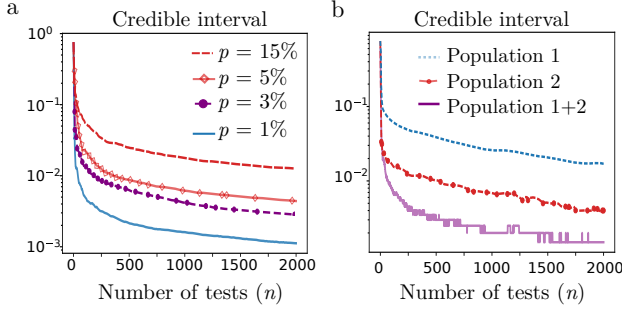 a
Credible interval
10⁰
10⁻¹
10⁻²
10⁻³
p = 15%
p = 5%
p = 3%
p = 1%
0
500
1000
1500
2000
Number of tests (n)
b
Credible interval
10⁻¹
10⁻²
Population 1
Population 2
Population 1+2
0
500
1000
1500
2000
Number of tests (n)